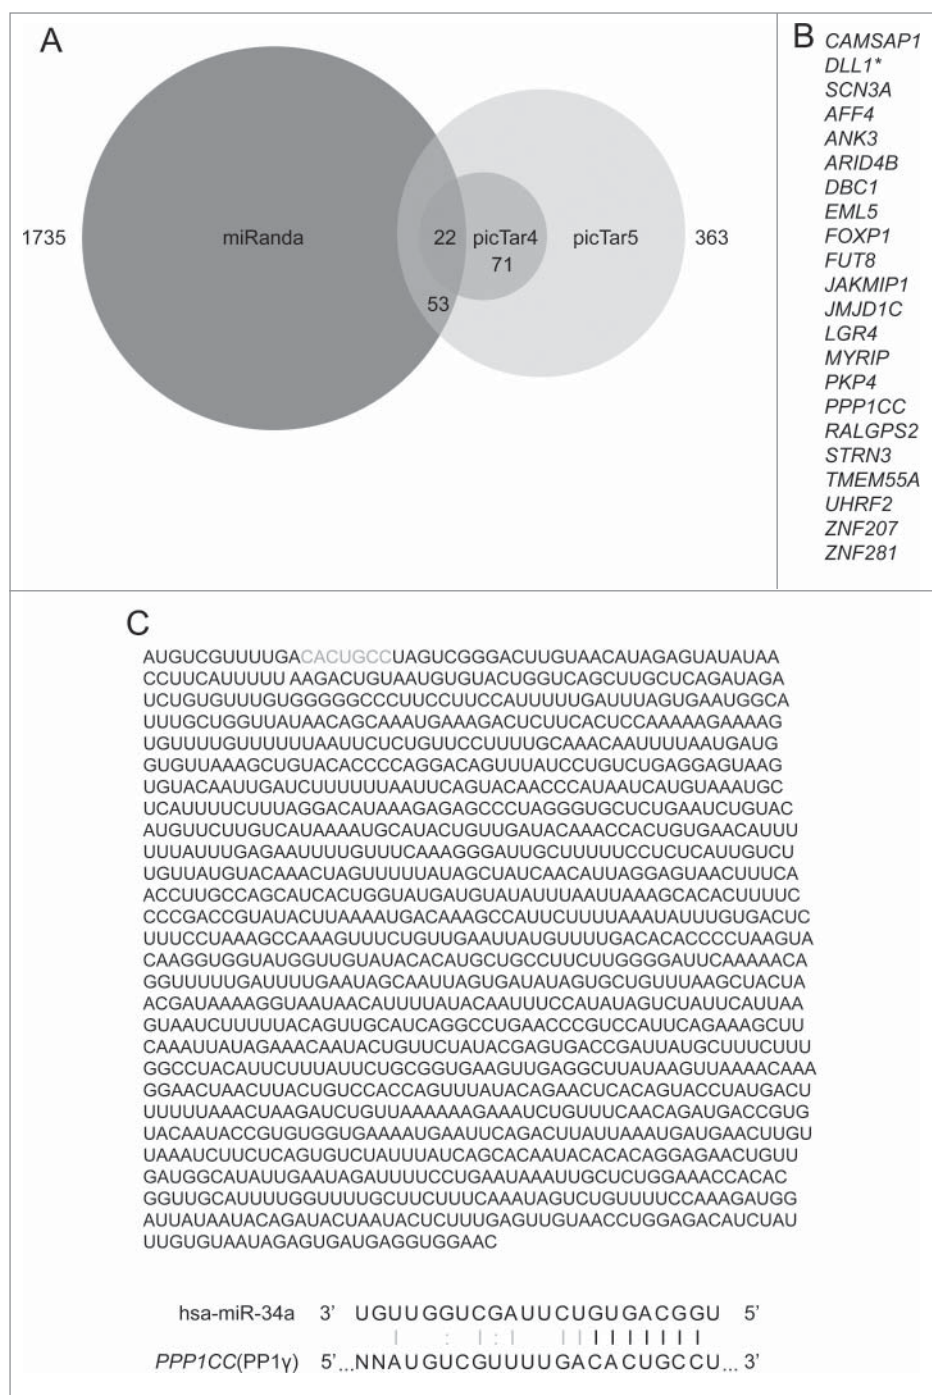 A
1735
miRanda
22
picTar4
71
picTar5
363
53
B
CAMSAP1
DLL1*
SCN3A
AFF4
ANK3
ARID4B
DBC1
EML5
FOXP1
FUT8
JAKMIP1
JMJD1C
LGR4
MYRIP
PKP4
PPP1CC
RALGPS2
STRN3
TMEM55A
UHRF2
ZNF207
ZNF281
C
AUGUCGUUUUGACACUGCCUAGUCGGGACUUGUAACAUAGAGUAUAUAA
CCUUCAUUUUU AAGACUGUAAUGUGUACUGGUCAGCUUGCUCAGAUAGA
UCUGUGUUUGUGGGGGCCCUUCCUUCCAUUUUUGAUUUAGUGAAUGGCA
UUUGCUGGUUAUAACAGCAAAUGAAAGACUCUUCACUCCAAAAAGAAAAG
UGUUUUGUUUUUUAAUUCUCUGUUCCUUUUGCAAACAAUUUUAAUGAUG
GUGUUAAAGCUGUACACCCCAGGACAGUUUAUCCUGUCUGAGGAGUAAG
UGUACAAUUGAUCUUUUUUAAUUCAGUACAACCCAUAAUCAUGUAAAUGC
UCAUUUUCUUUAGGACAUAAAGAGAGCCCUAGGGUGCUCUGAAUCUGUAC
AUGUUCUUGUCAUAAAAUGCAUACUGUUGAUACAAACCACUGUGAACAUUU
UUUAUUUGAGAAUUUUGUUUCAAAGGGAUUGCUUUUUCCUCUCAUUGUCU
UGUUAUGUACAAACUAGUUUUUAUAGCUAUCAACAUUAGGAGUAACUUUCA
ACCUUGCCAGCAUCACUGGUAUGAUGUAUAUUUAAUUAAAGCACACUUUUC
CCCGACCGUAUACUUAAAAUGACAAAGCCAUUCUUUUAAAUAUUUGUGACUC
UUUCCUAAAGCCAAAGUUUCUGUUGAAUUAUGUUUUGACACACCCCUAAGUA
CAAGGUGGUAUGGUUGUAUACACAUGCUGCCUUCUUGGGGAUUCAAAAACA
GGUUUUUGAUUUUGAAUAGCAAUUAGUGAUAUAGUGCUGUUUAAGCUACUA
ACGAUAAAAGGUAAUAACAUUUUAUACAAUUUCCAUAUAGUCUAUUCAUUAA
GUAAUCUUUUUACAGUUGCAUCAGGCCUGAACCCGUCCAUUCAGAAAGCUU
CAAAUUAUAGAAACAAUACUGUUCUAUACGAGUGACCGAUUAUGCUUUCUUU
GGCCUACAUUCUUUAUUCUGCGGUGAAGUUGAGGCUUAUAAGUUAAAACAAA
GGAACUAACUUACUGUCCACCAGUUUAUACAGAACUCACAGUACCUAUGACU
UUUUUAAACUAAGAUCUGUUAAAAAAGAAAUCUGUUUCAACAGAUGACCGUG
UACAAUACCGUGUGGUGAAAAUGAAUUCAGACUUAUUAAAUGAUGAACUUGU
UAAAUCUUCUCAGUGUCUAUUUAUCAGCACAAUACACACAGGAGAACUGUU
GAUGGCAUAUUGAAUAGAUUUUCCUGAAUAAAUUGCUCUGGAAACCACAC
GGUUGCAUUUUGGUUUUGCUUCUUUCAAAUAGUCUGUUUUCCAAAGAUGG
AUUAUAAUACAGAUACUAAUACUCUUUGAGUUGUAACCUGGAGACAUCUAU
UUGUGUAAUAGAGUGAUGAGGUGGAAC
hsa-miR-34a 3’ UGUUGGUCGAUUCUGUGACGGU 5’
PPP1CC(PP1γ) 5’...NNAUGUCGUUUUGACACUGCCU... 3’